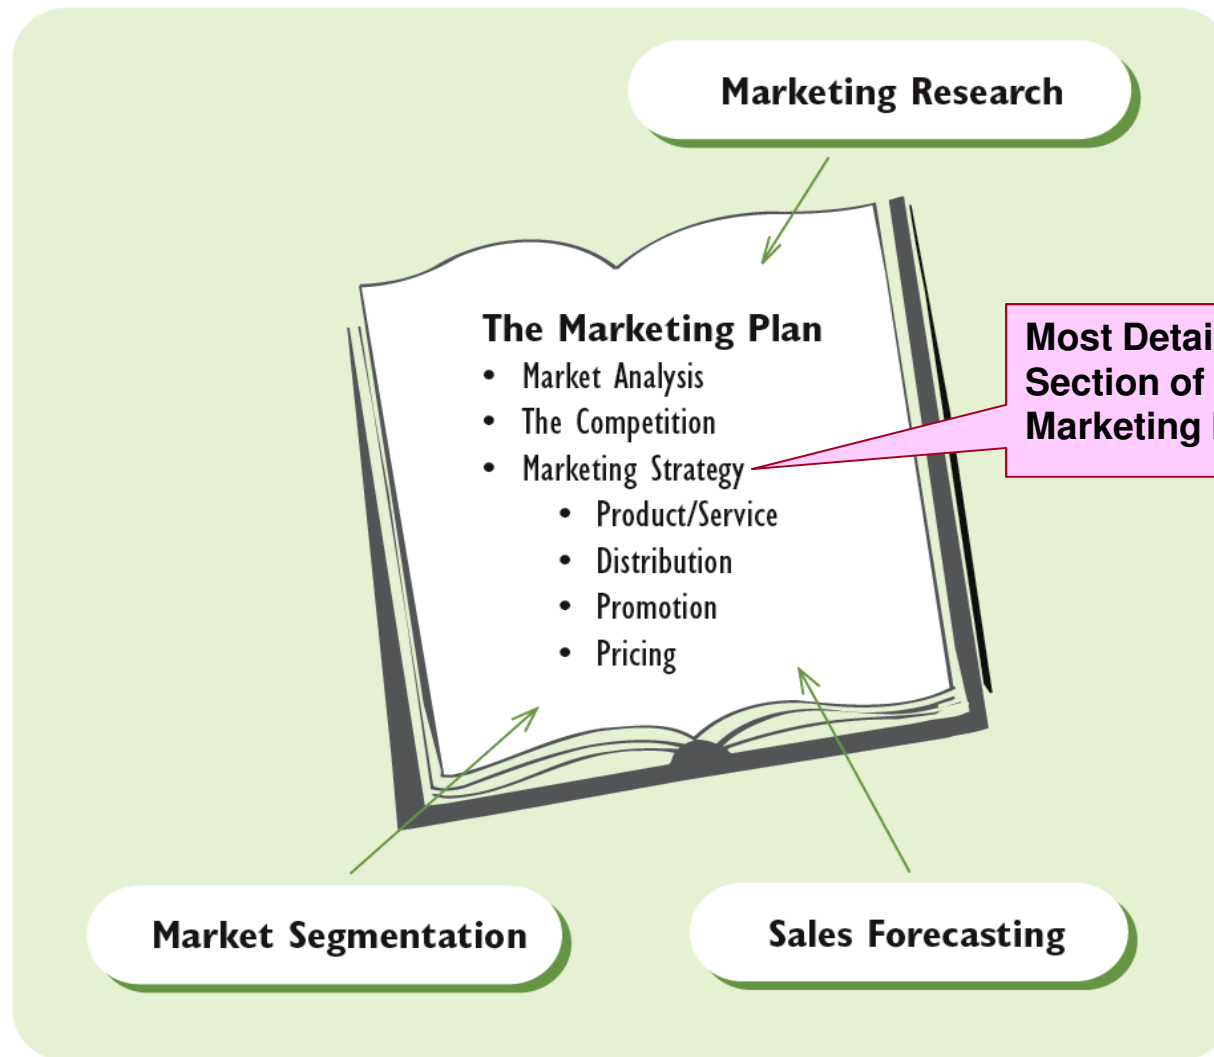 Marketing Research
The Marketing Plan
• Market Analysis
• The Competition
• Marketing Strategy
• Product/Service
• Distribution
• Promotion
• Pricing
Most
Section of
Marketing
Market Segmentation
Sales Forecasting